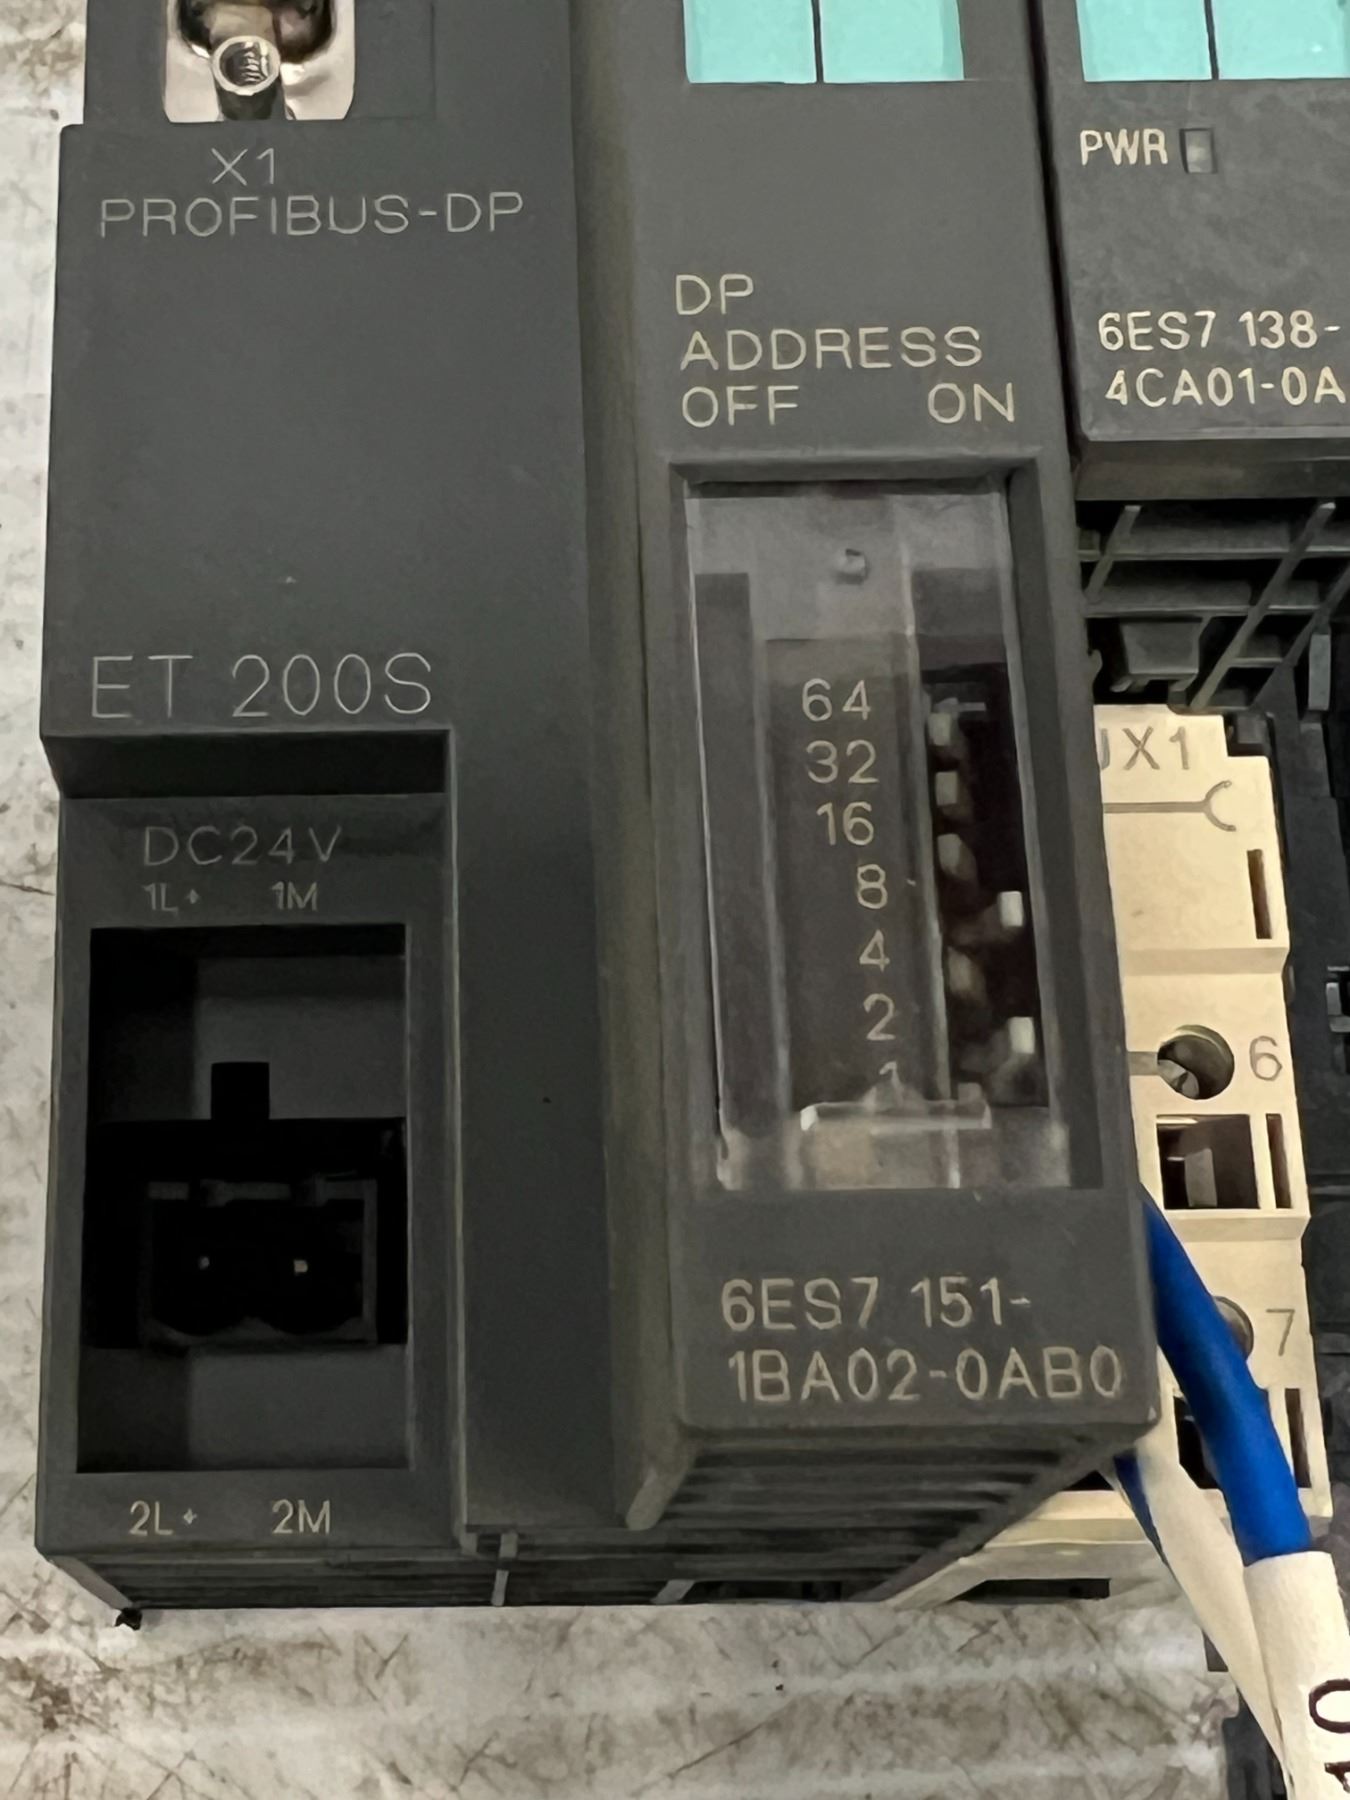 X1
PROFIBUS-DP
DP
ADDRESS
OFF ON
PWR
6ES7 138-
4CA01-0A
ET 200S
DC24V
1L+ 1M
64
32
16
8
4
2
1
2L+ 2M
6ES7 151-
1BA02-0AB0
X1
6
7